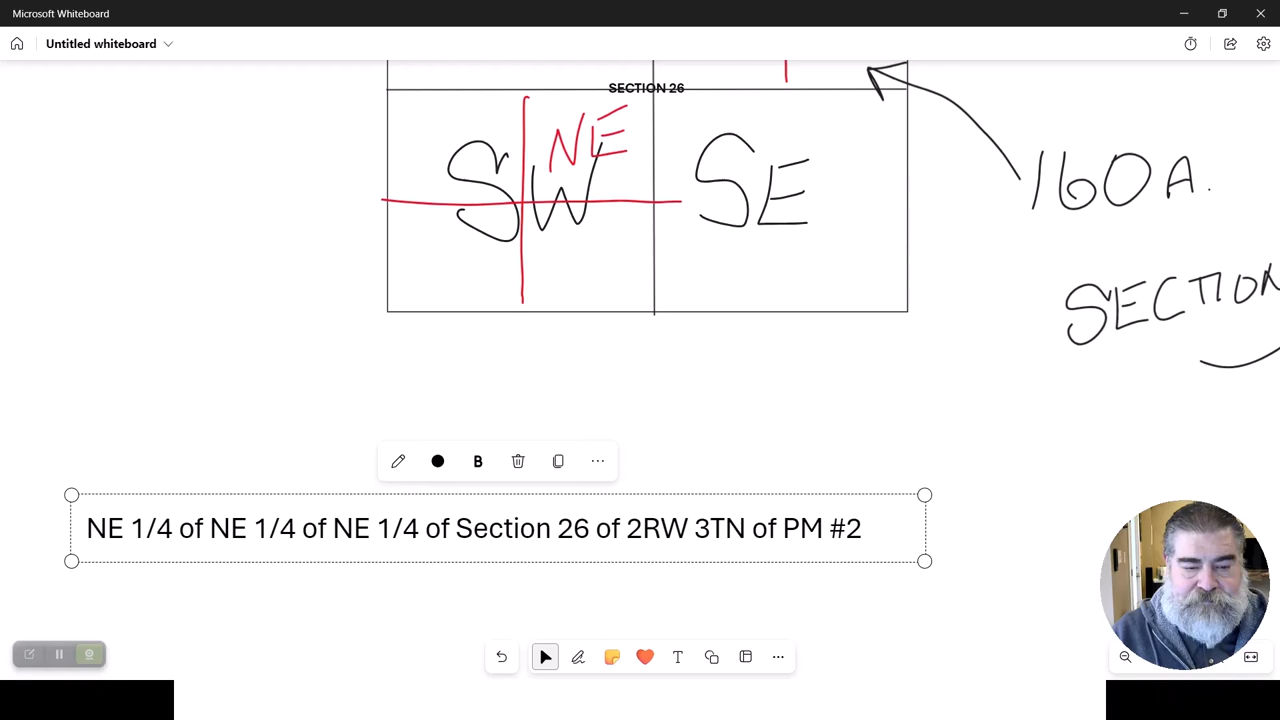 Microsoft Whiteboard
Untitled whiteboard
SECTION 26
NE
SW
SE
160 A.
SECTION
B
NE 1/4 of NE 1/4 of NE 1/4 of Section 26 of 2RW 3TN of PM #2
T